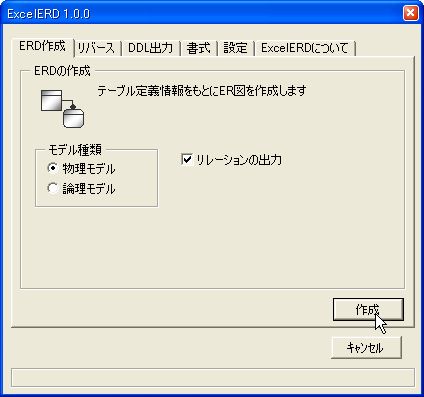 ExcelERD 1.0.0
ERD作成
リバース
DDL出力
書式
設定
ExcelERDについて
ERDの作成
テーブル定義情報をもとにER図を作成します
モデル種類
物理モデル
リレーションの出力
論理モデル
作成
キャンセル